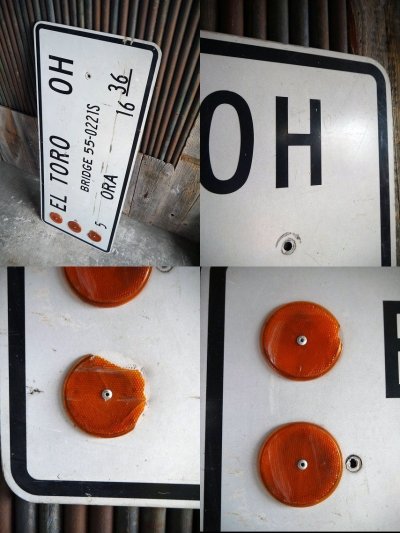 EL TORO OH
BRIDGE 55-0221S
5 ORA 16 36
OH